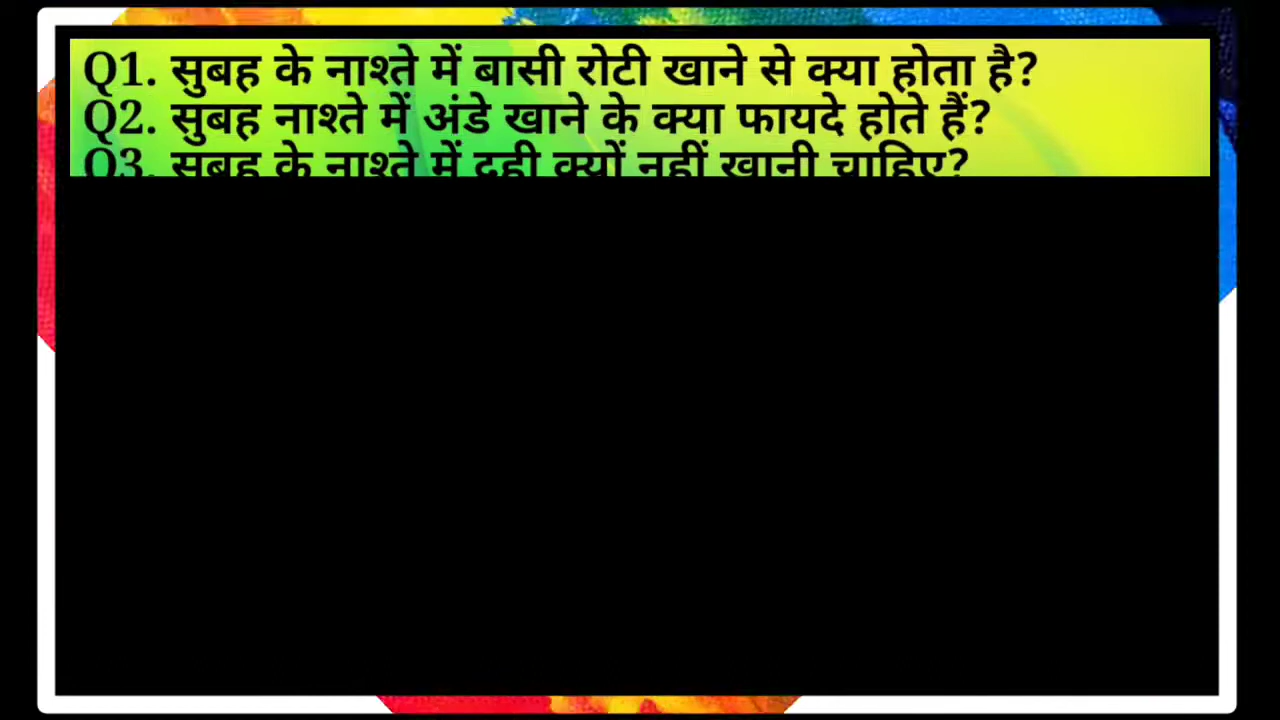 Q1. सुबह के नाश्ते में बासी रोटी खाने से क्या होता है?
Q2. सुबह नाश्ते में अंडे खाने के क्या फायदे होते हैं?
Q3. सुबह के नाश्ते में दही क्यों नहीं खानी चाहिए?